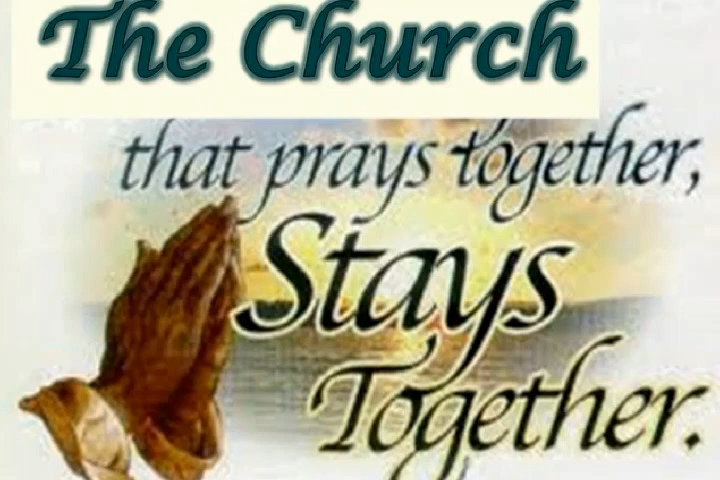 The Church
that prays together,
Stays
Together.